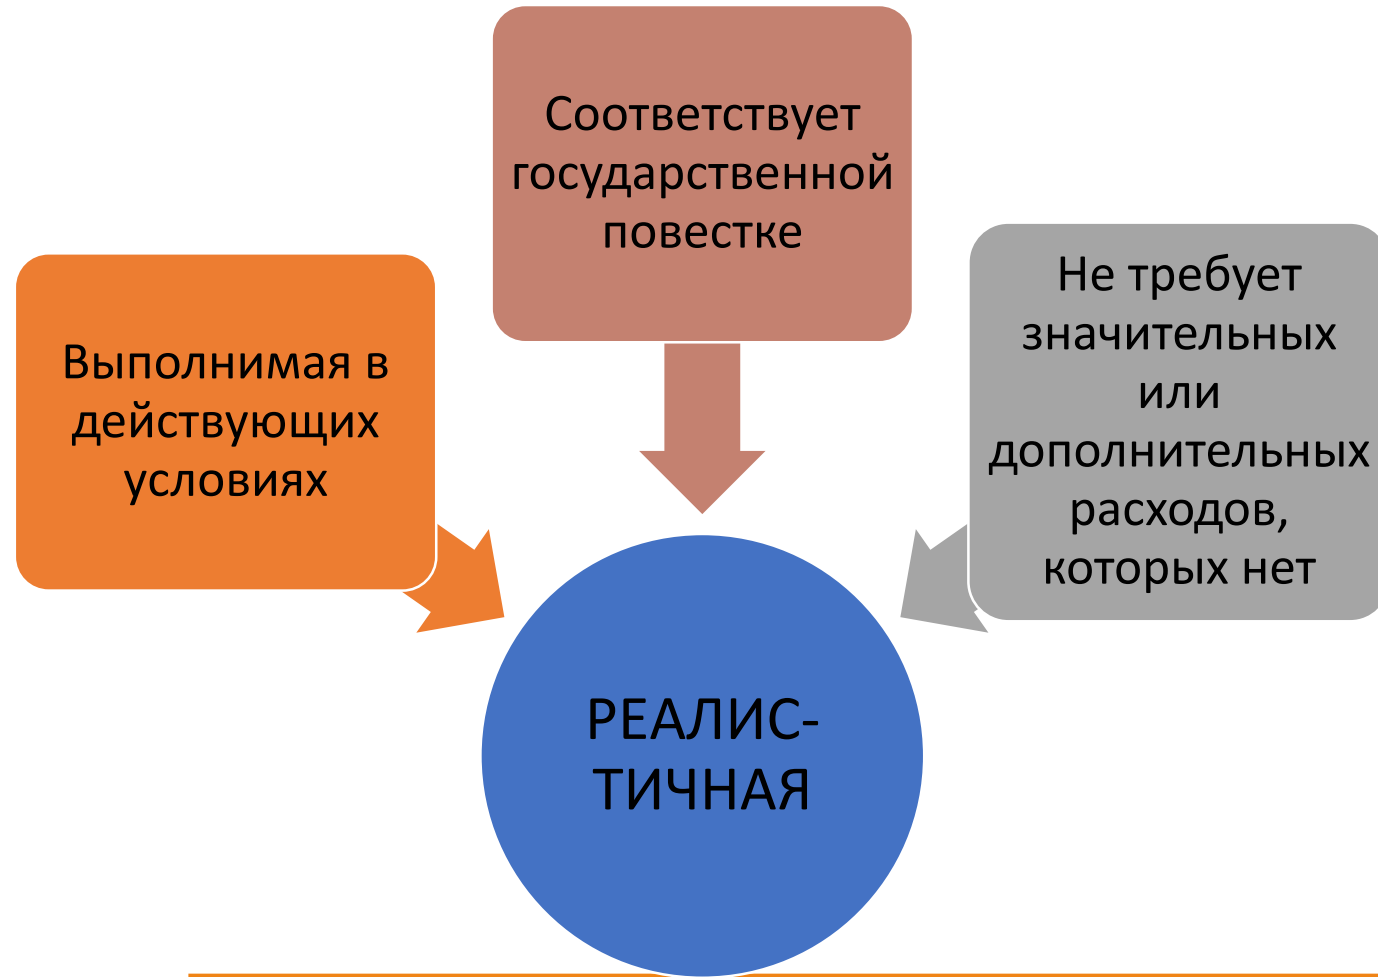 Соответствует
государственной
повестке
Выполнимая в
действующих
условиях
Не требует
значительных
или
дополнительных
расходов,
которых нет
РЕАЛИС-
ТИЧНАЯ